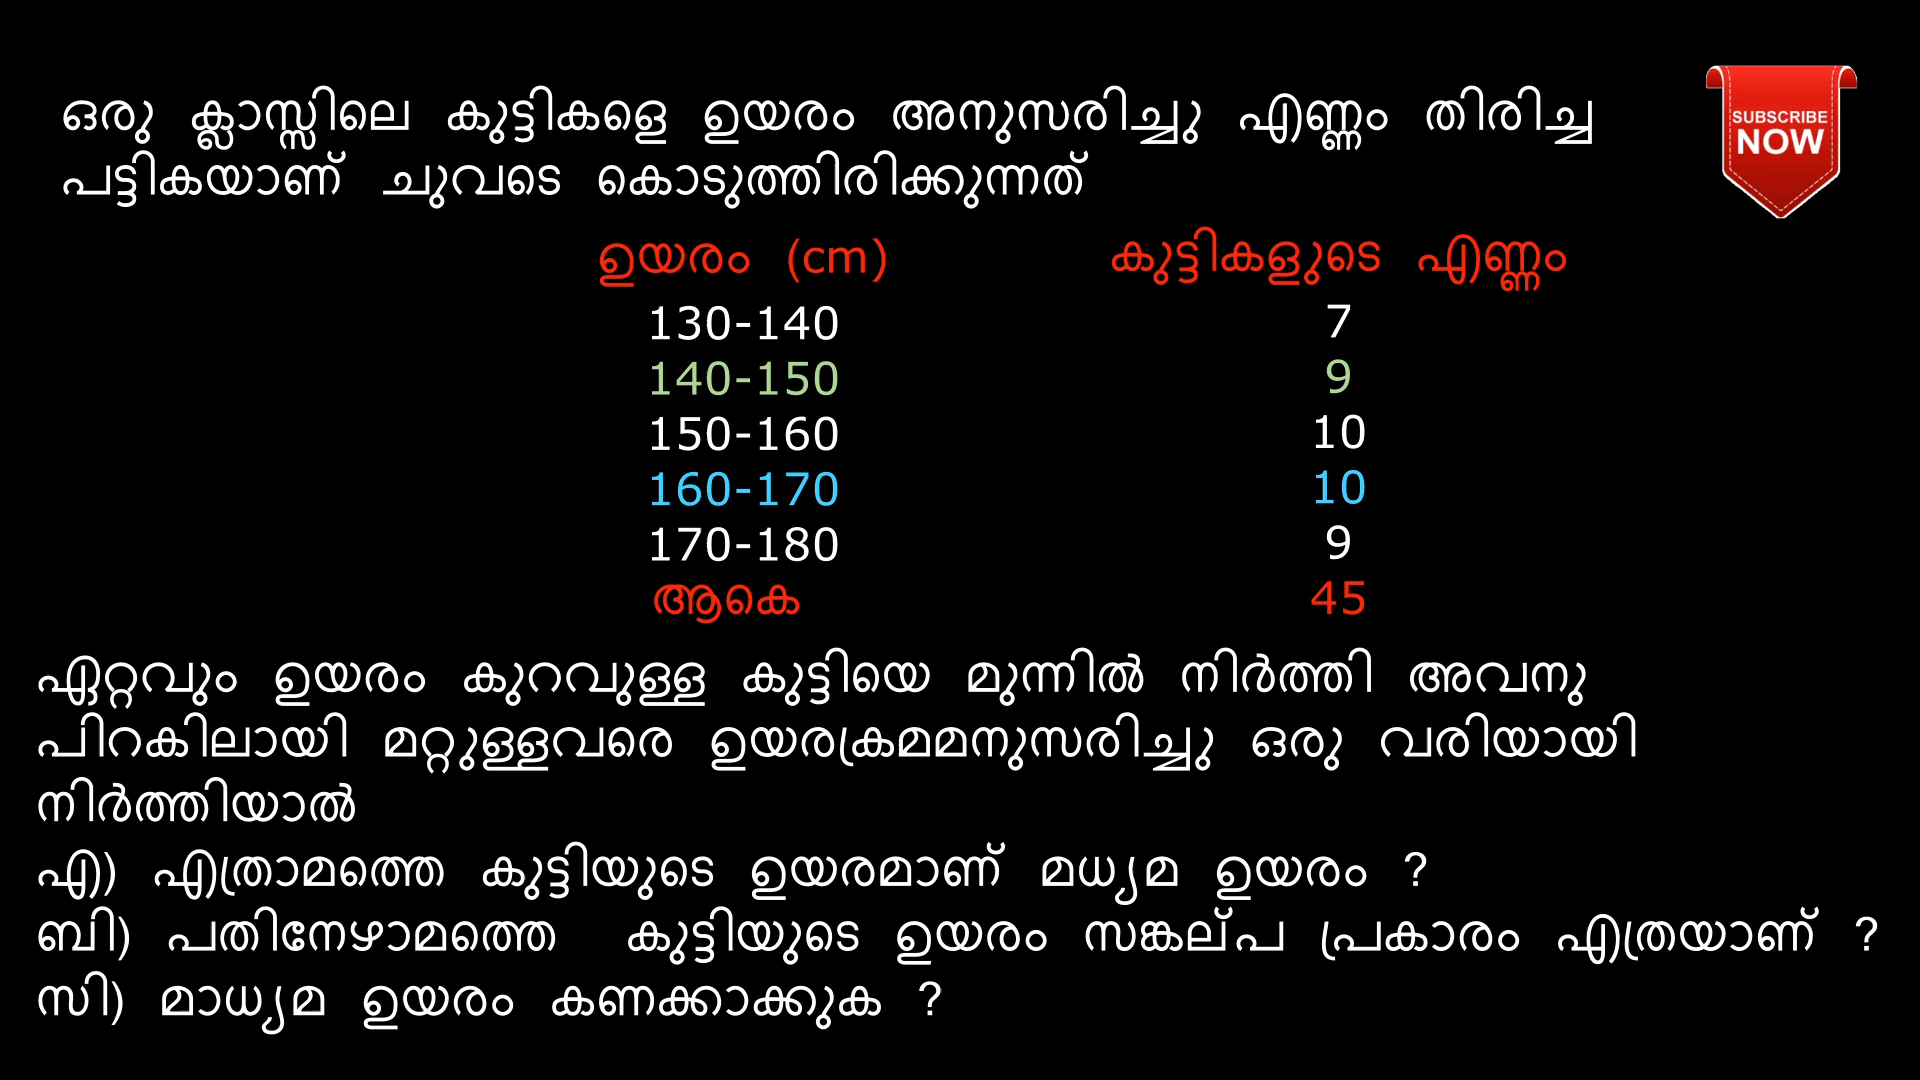 ഒരു ക്ലാസ്സിലെ കുട്ടികളെ ഉയരം അനുസരിച്ചു എണ്ണം തിരിച്ച
പട്ടികയാണ് ചുവടെ കൊടുത്തിരിക്കുന്നത്
SUBSCRIBE
NOW
ഉയരം (cm) കുട്ടികളുടെ എണ്ണം
130-140 7
140-150 9
150-160 10
160-170 10
170-180 9
ആകെ 45
ഏറ്റവും ഉയരം കുറവുള്ള കുട്ടിയെ മുന്നിൽ നിർത്തി അവനു
പിറകിലായി മറ്റുള്ളവരെ ഉയരക്രമമനുസരിച്ചു ഒരു വരിയായി
നിർത്തിയാൽ
എ) എത്രാമത്തെ കുട്ടിയുടെ ഉയരമാണ് മധ്യമ ഉയരം ?
ബി) പതിനേഴാമത്തെ കുട്ടിയുടെ ഉയരം സങ്കല്പ പ്രകാരം എത്രയാണ് ?
സി) മാധ്യമ ഉയരം കണക്കാക്കുക ?